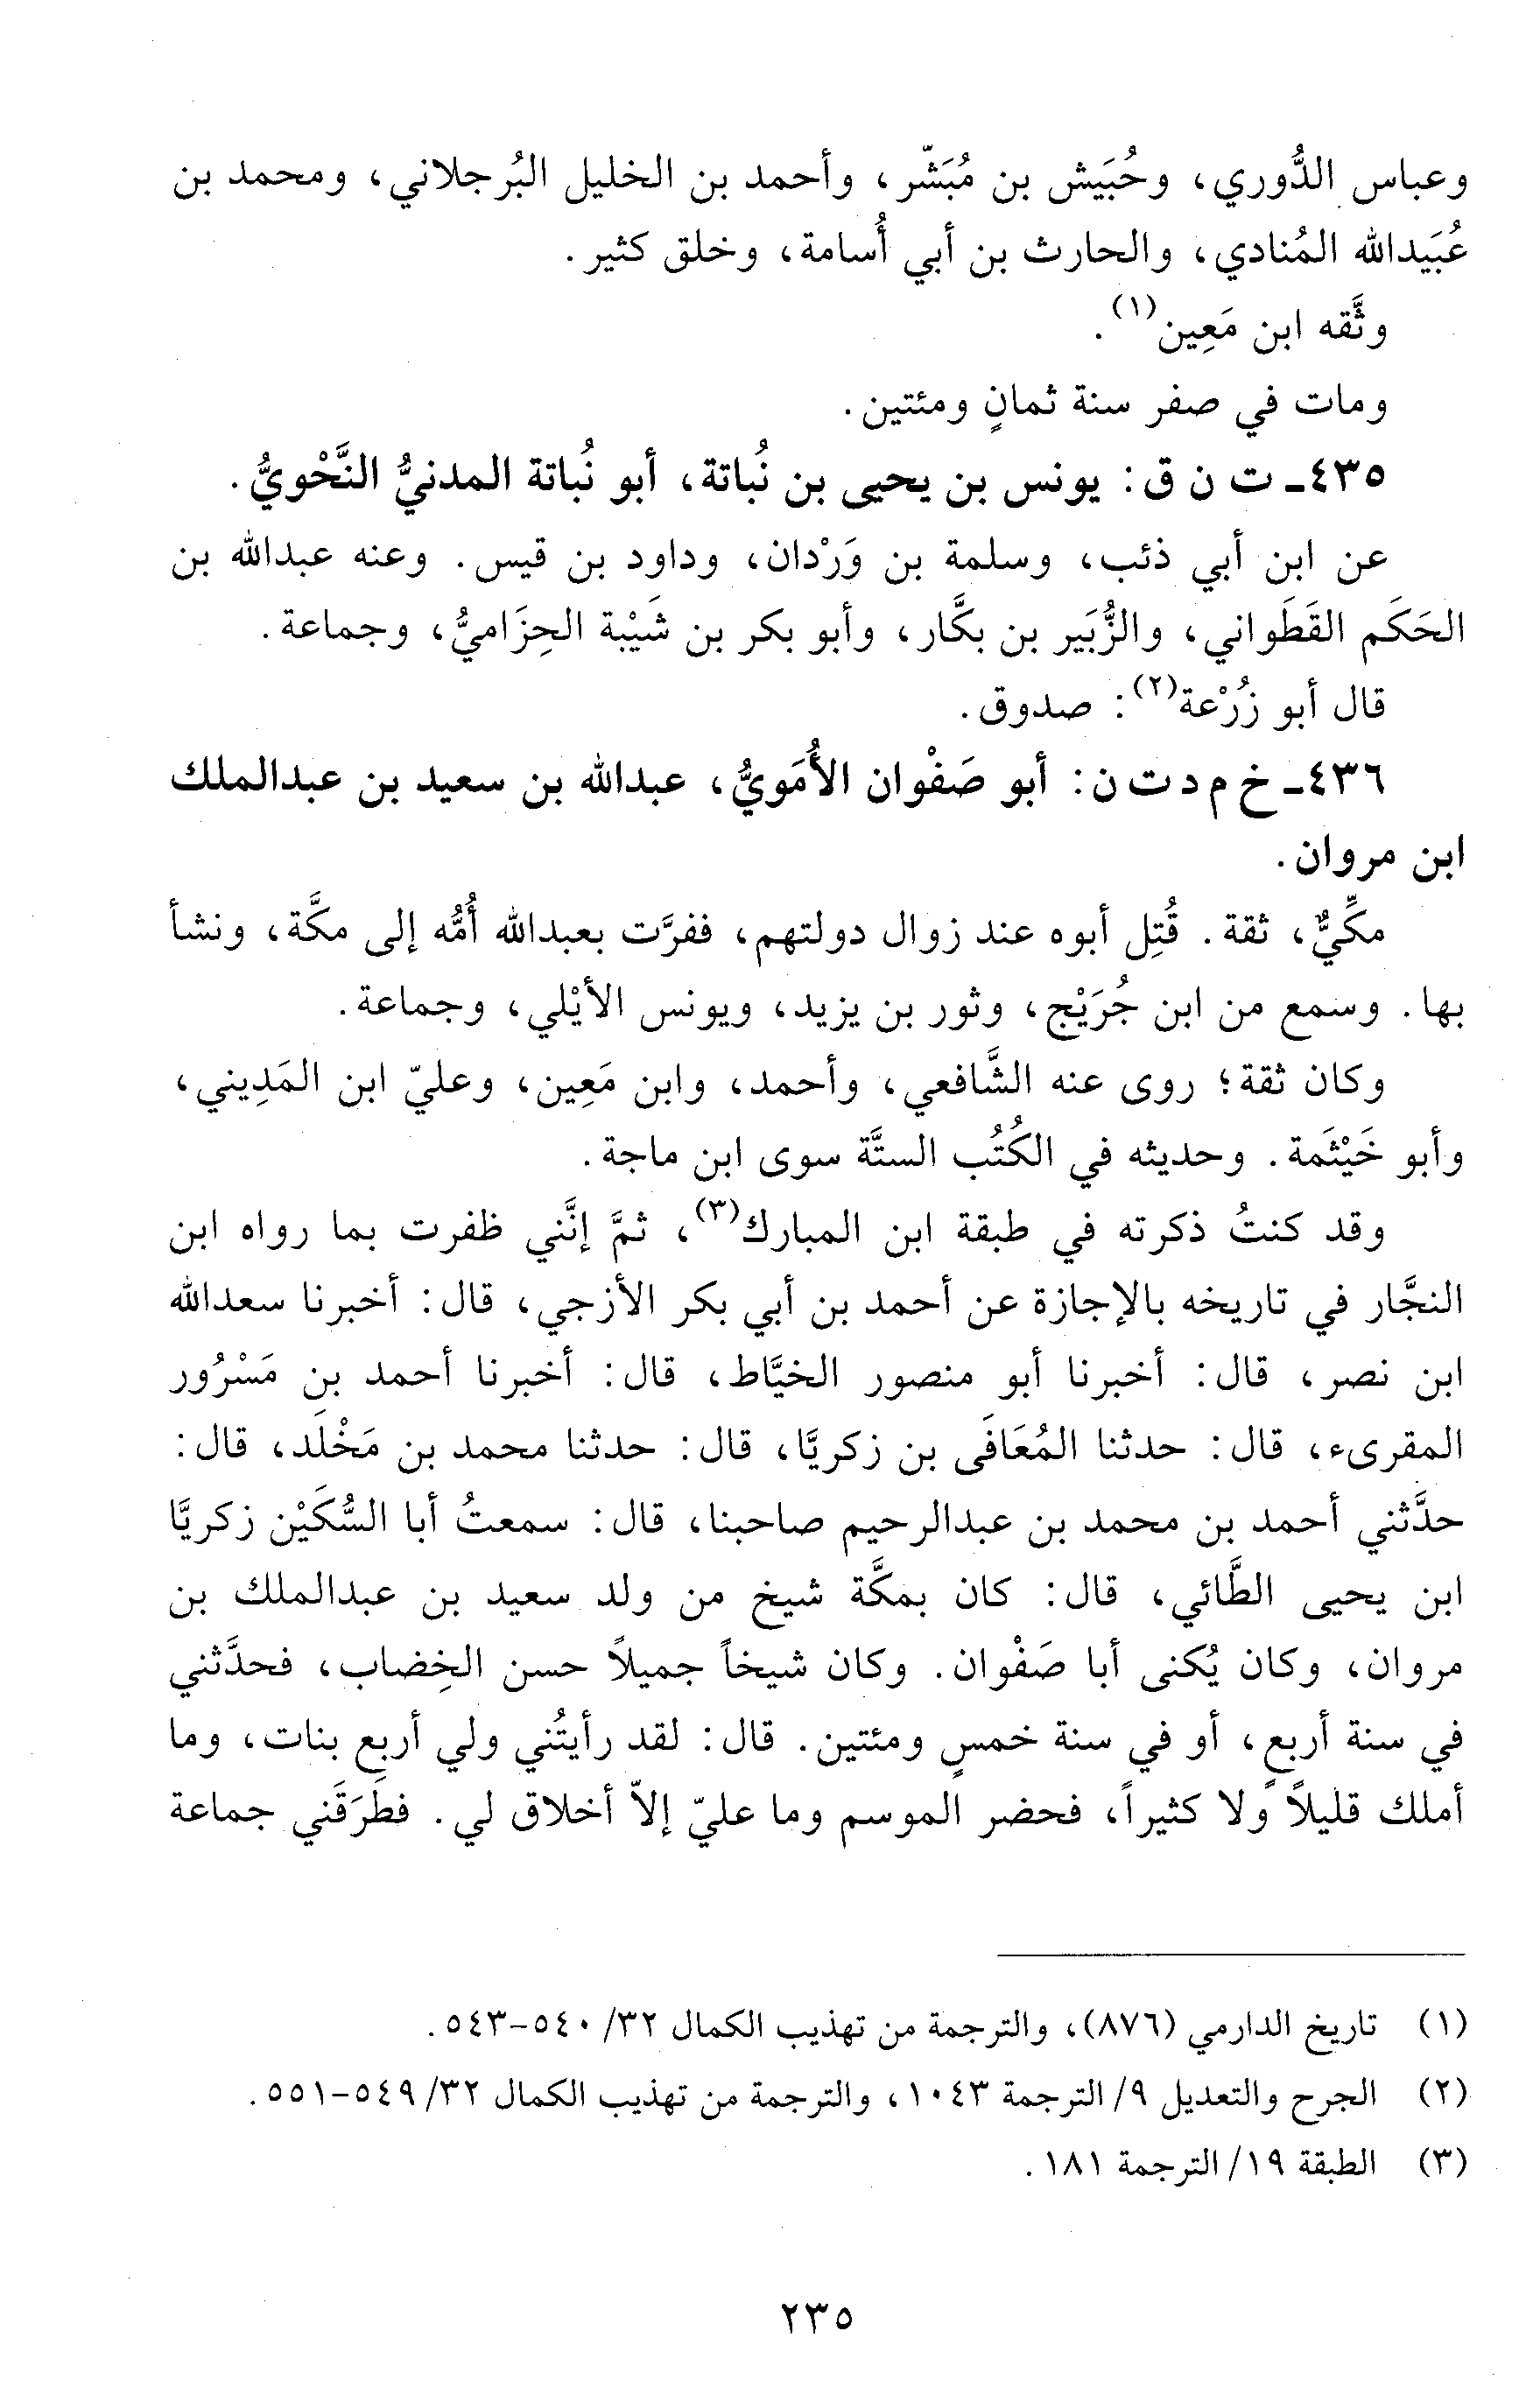 وعباس الدُّوري، وحُبَيش بن مُبَشّر، وأحمد بن الخليل البُرجلاني، ومحمد بن
عُبَيدالله المُنادي، والحارث بن أبي أُسامة، وخلق كثير.
وثَّقه ابن مَعِين(١).
ومات في صفر سنة ثمانٍ ومئتين.
٤٣٥ـ ت ن ق: يونس بن يحيى بن نُباتة، أبو نُباتة المدنيُّ النَّحْويُّ.
عن ابن أبي ذئب، وسلمة بن وَرْدان، وداود بن قيس. وعنه عبدالله بن
الحَكَم القَطَواني، والزُّبَير بن بكَّار، وأبو بكر بن شَيْبة الحِزَاميُّ، وجماعة.
قال أبو زُرْعة(٢): صدوق.
٤٣٦ـ خ م د ت ن: أبو صَفْوان الأُمَويُّ، عبدالله بن سعيد بن عبدالملك
ابن مروان.
مكِّيٌّ، ثقة. قُتِل أبوه عند زوال دولتهم، ففرَّت بعبدالله أُمُّه إلى مكَّة، ونشأ
بها. وسمع من ابن جُرَيْج، وثور بن يزيد، ويونس الأيْلي، وجماعة.
وكان ثقة؛ روى عنه الشَّافعي، وأحمد، وابن مَعِين، وعليّ ابن المَدِيني،
وأبو خَيْثَمة. وحديثه في الكُتُب الستَّة سوى ابن ماجة.
وقد كنتُ ذكرته في طبقة ابن المبارك(٣)، ثمَّ إنَّني ظفرت بما رواه ابن
النجَّار في تاريخه بالإجازة عن أحمد بن أبي بكر الأزجي، قال: أخبرنا سعدالله
ابن نصر، قال: أخبرنا أبو منصور الخيَّاط، قال: أخبرنا أحمد بن مَسْرُور
المقرىء، قال: حدثنا المُعَافَى بن زكريَّا، قال: حدثنا محمد بن مَخْلَد، قال:
حدَّثني أحمد بن محمد بن عبدالرحيم صاحبنا، قال: سمعتُ أبا السُّكَيْن زكريَّا
ابن يحيى الطَّائي، قال: كان بمكَّة شيخ من ولد سعيد بن عبدالملك بن
مروان، وكان يُكنى أبا صَفْوان. وكان شيخاً جميلاً حسن الخِضاب، فحدَّثني
في سنة أربعٍ، أو في سنة خمسٍ ومئتين. قال: لقد رأيتُني ولي أربع بنات، وما
أملك قليلاً ولا كثيراً، فحضر الموسم وما عليّ إلاّ أخلاق لي. فطَرَقَني جماعة
(١) تاريخ الدارمي (٨٧٦)، والترجمة من تهذيب الكمال ٣٢/ ٥٤٠-٥٤٣.
(٢) الجرح والتعديل ٩/ الترجمة ١٠٤٣، والترجمة من تهذيب الكمال ٣٢/ ٥٤٩-٥٥١.
(٣) الطبقة ١٩/ الترجمة ١٨١.
٢٣٥